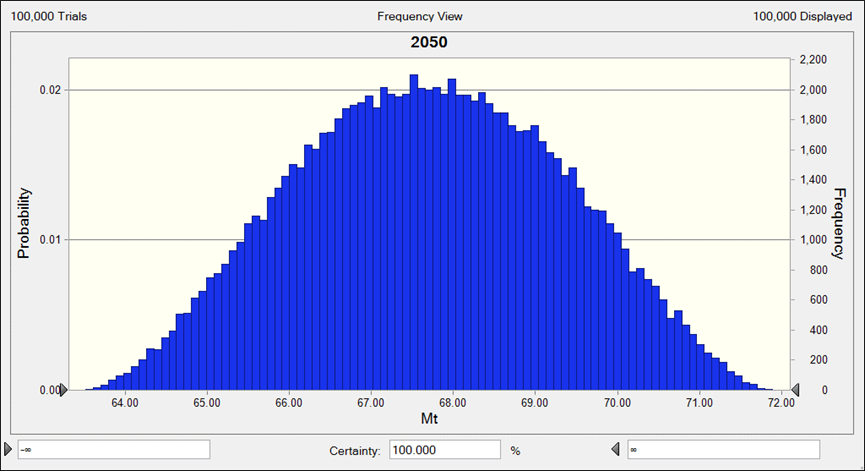 100,000 Trials Frequency View 100,000 Displayed
2050
Probability
0.02
0.01
0.00
2,200
2,000
1,800
1,600
1,400
1,200
1,000
800
600
400
200
0
Frequency
64.00 65.00 66.00 67.00 68.00 69.00 70.00 71.00 72.00
Mt
-∞ Certainty: 100.000 % ∞